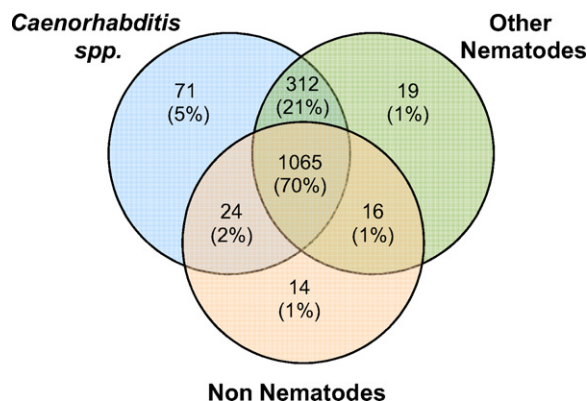 Caenorhabditis
spp.
Other
Nematodes
71
(5%)
312
(21%)
19
(1%)
1065
(70%)
24
(2%)
16
(1%)
14
(1%)
Non Nematodes